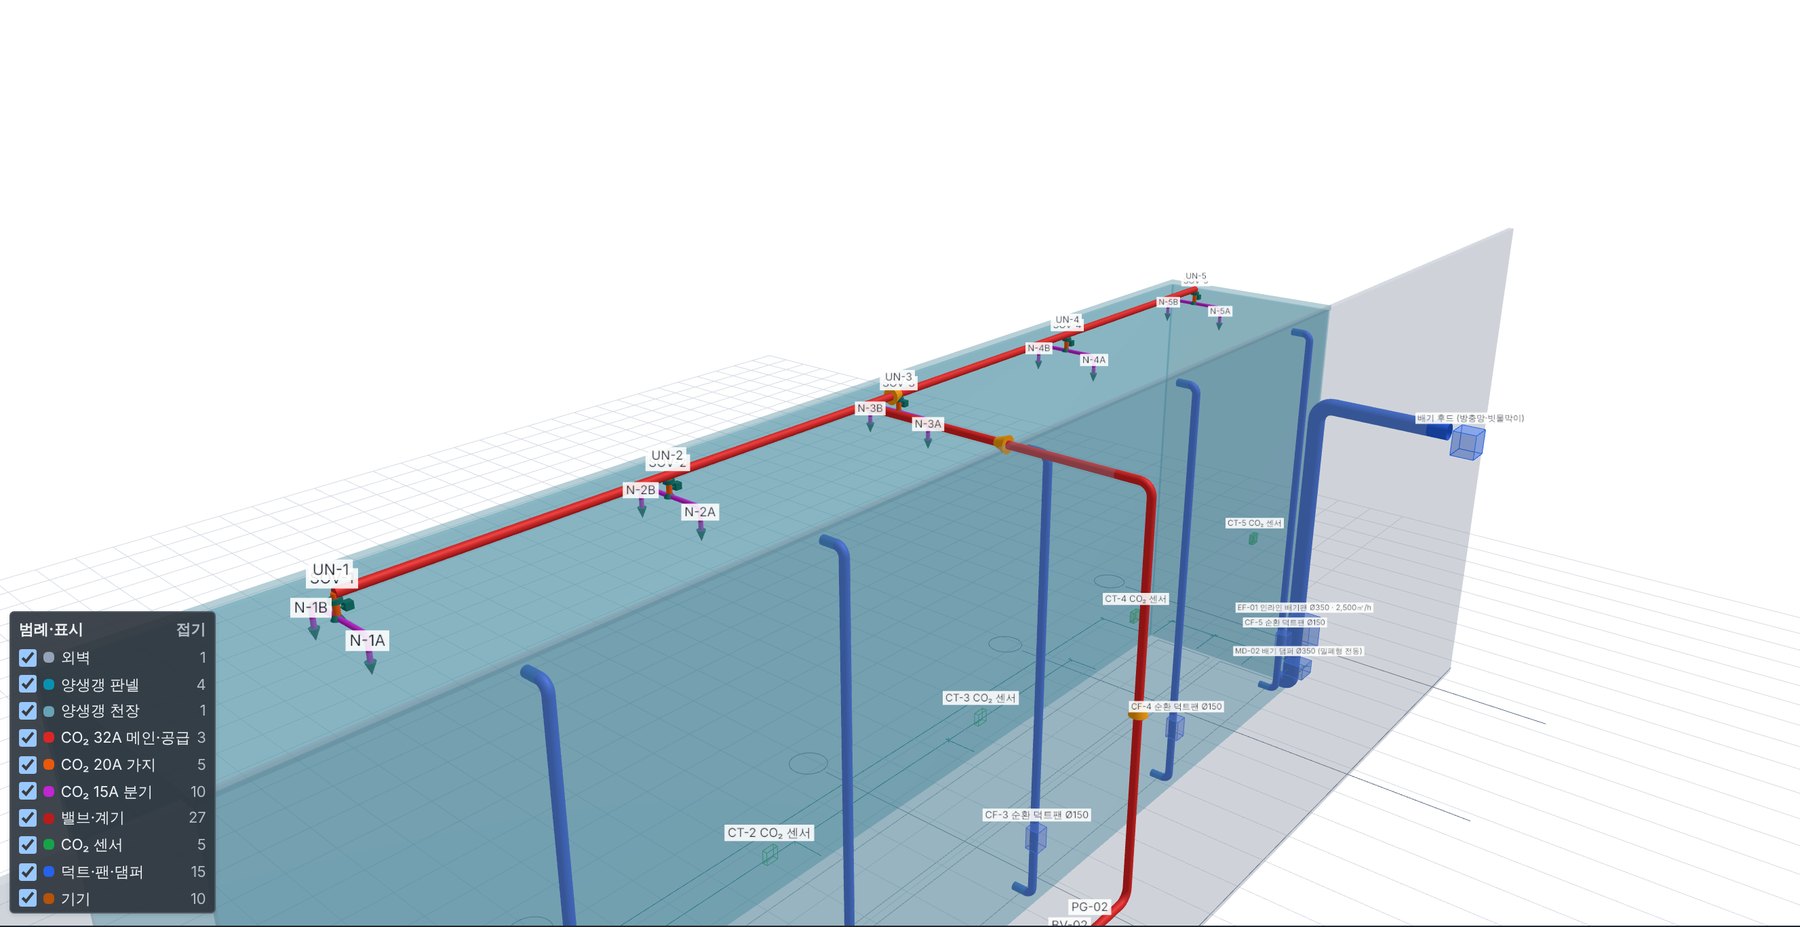 UN-5
N-5B
N-5A
UN-4
N-4B
N-4A
UN-3
N-3B
N-3A
배기 후드 (방충망·빗물막이)
UN-2
N-2B
N-2A
CT-5 CO₂ 센서
UN-1
N-1B
N-1A
CT-4 CO₂ 센서
EF-01 인라인 배기팬 Ø350 · 2,500㎥/h
CF-5 순환 덕트팬 Ø150
MD-02 배기 댐퍼 Ø350 (밀폐형 전동)
CT-3 CO₂ 센서
CF-4 순환 덕트팬 Ø150
CF-3 순환 덕트팬 Ø150
CT-2 CO₂ 센서
PG-02
BV-02
범례·표시 접기
외벽 1
양생갱 판넬 4
양생갱 천장 1
CO₂ 32A 메인·공급 3
CO₂ 20A 가지 5
CO₂ 15A 분기 10
밸브·계기 27
CO₂ 센서 5
덕트·팬·댐퍼 15
기기 10